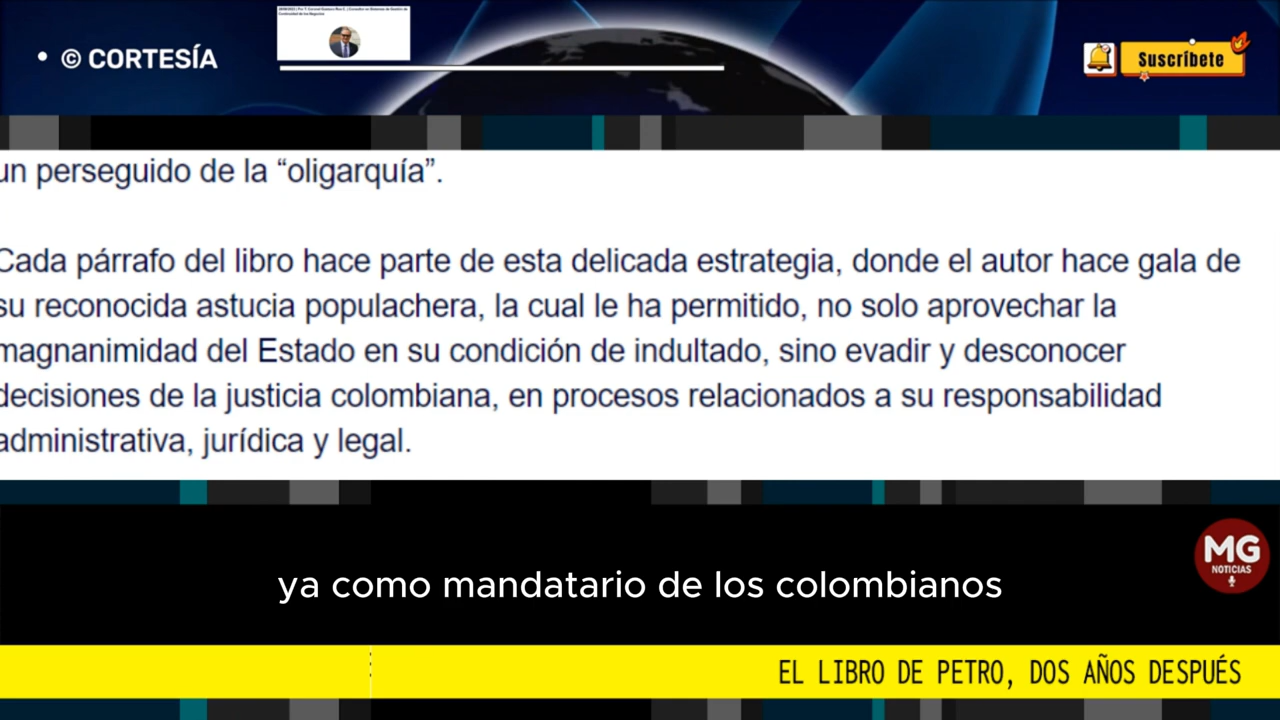 • © CORTESÍA
Suscríbete
un perseguido de la “oligarquía”.
Cada párrafo del libro hace parte de esta delicada estrategia, donde el autor hace gala de
su reconocida astucia populachera, la cual le ha permitido, no solo aprovechar la
magnanimidad del Estado en su condición de indultado, sino evadir y desconocer
decisiones de la justicia colombiana, en procesos relacionados a su responsabilidad
administrativa, jurídica y legal.
MG
NOTICIAS
ya como mandatario de los colombianos
EL LIBRO DE PETRO, DOS AÑOS DESPUÉS